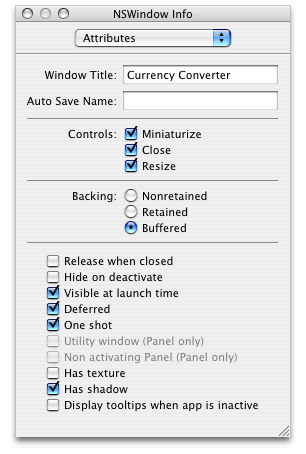 NSWindow Info
Attributes
Window Title: Currency Converter
Auto Save Name:
Controls: Miniaturize
Close
Resize
Backing: Nonretained
Retained
Buffered
Release when closed
Hide on deactivate
Visible at launch time
Deferred
One shot
Utility window (Panel only)
Non activating Panel (Panel only)
Has texture
Has shadow
Display tooltips when app is inactive